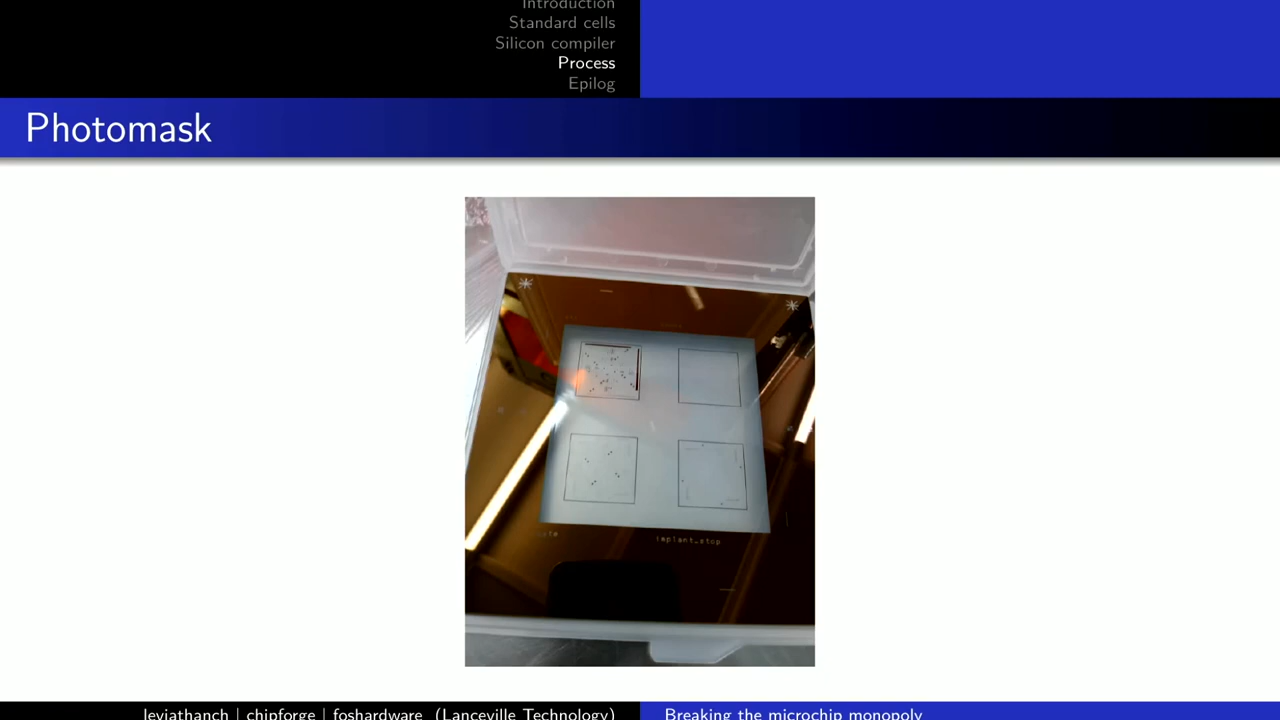 Introduction
Standard cells
Silicon compiler
Process
Epilog
Photomask
implant_stop
leviathanch | chipforge | foshardware (Lanceville Technology)
Breaking the microchip monopoly